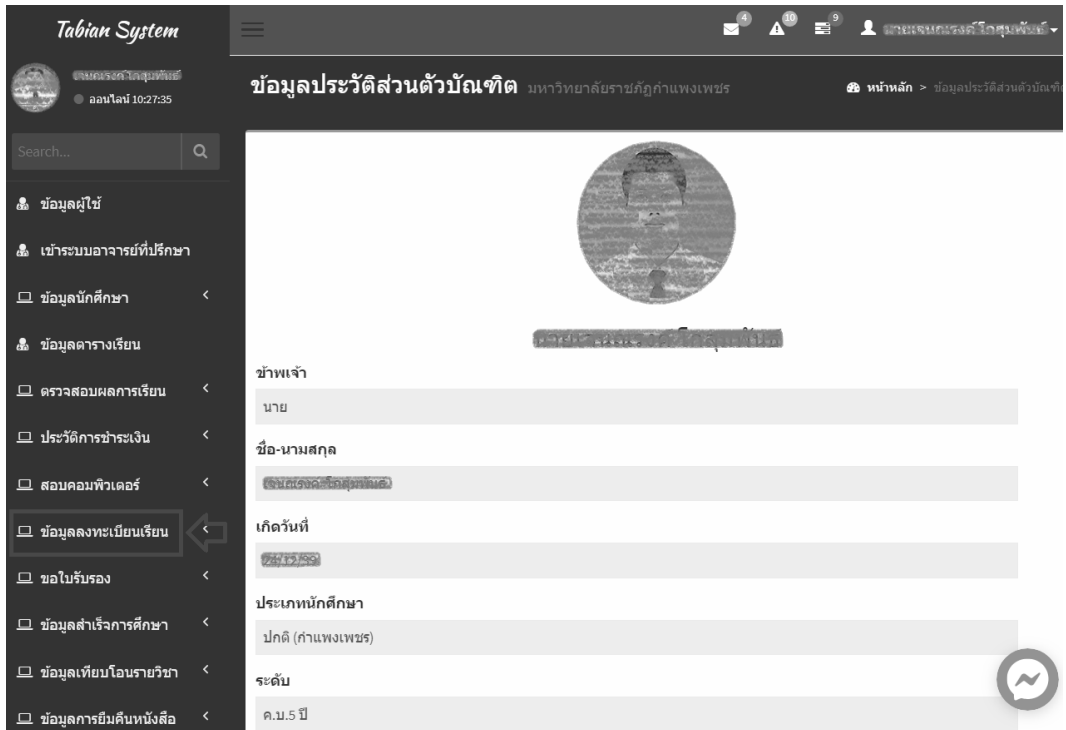 Tabian System
4
10
9
ออนไลน์ 10:27:35
ข้อมูลประวัติส่วนตัวบัณฑิต มหาวิทยาลัยราชภัฏกำแพงเพชร
หน้าหลัก > ข้อมูลประวัติส่วนตัวบัณฑิต
Search...
ข้อมูลผู้ใช้
เข้าระบบอาจารย์ที่ปรึกษา
ข้อมูลนักศึกษา
ข้อมูลตารางเรียน
ตรวจสอบผลการเรียน
ประวัติการชำระเงิน
สอบคอมพิวเตอร์
ข้อมูลลงทะเบียนเรียน
ขอใบรับรอง
ข้อมูลสำเร็จการศึกษา
ข้อมูลเทียบโอนรายวิชา
ข้อมูลการยืมคืนหนังสือ
ข้าพเจ้า
นาย
ชื่อ-นามสกุล
เกิดวันที่
ประเภทนักศึกษา
ปกติ (กำแพงเพชร)
ระดับ
ค.บ.5 ปี